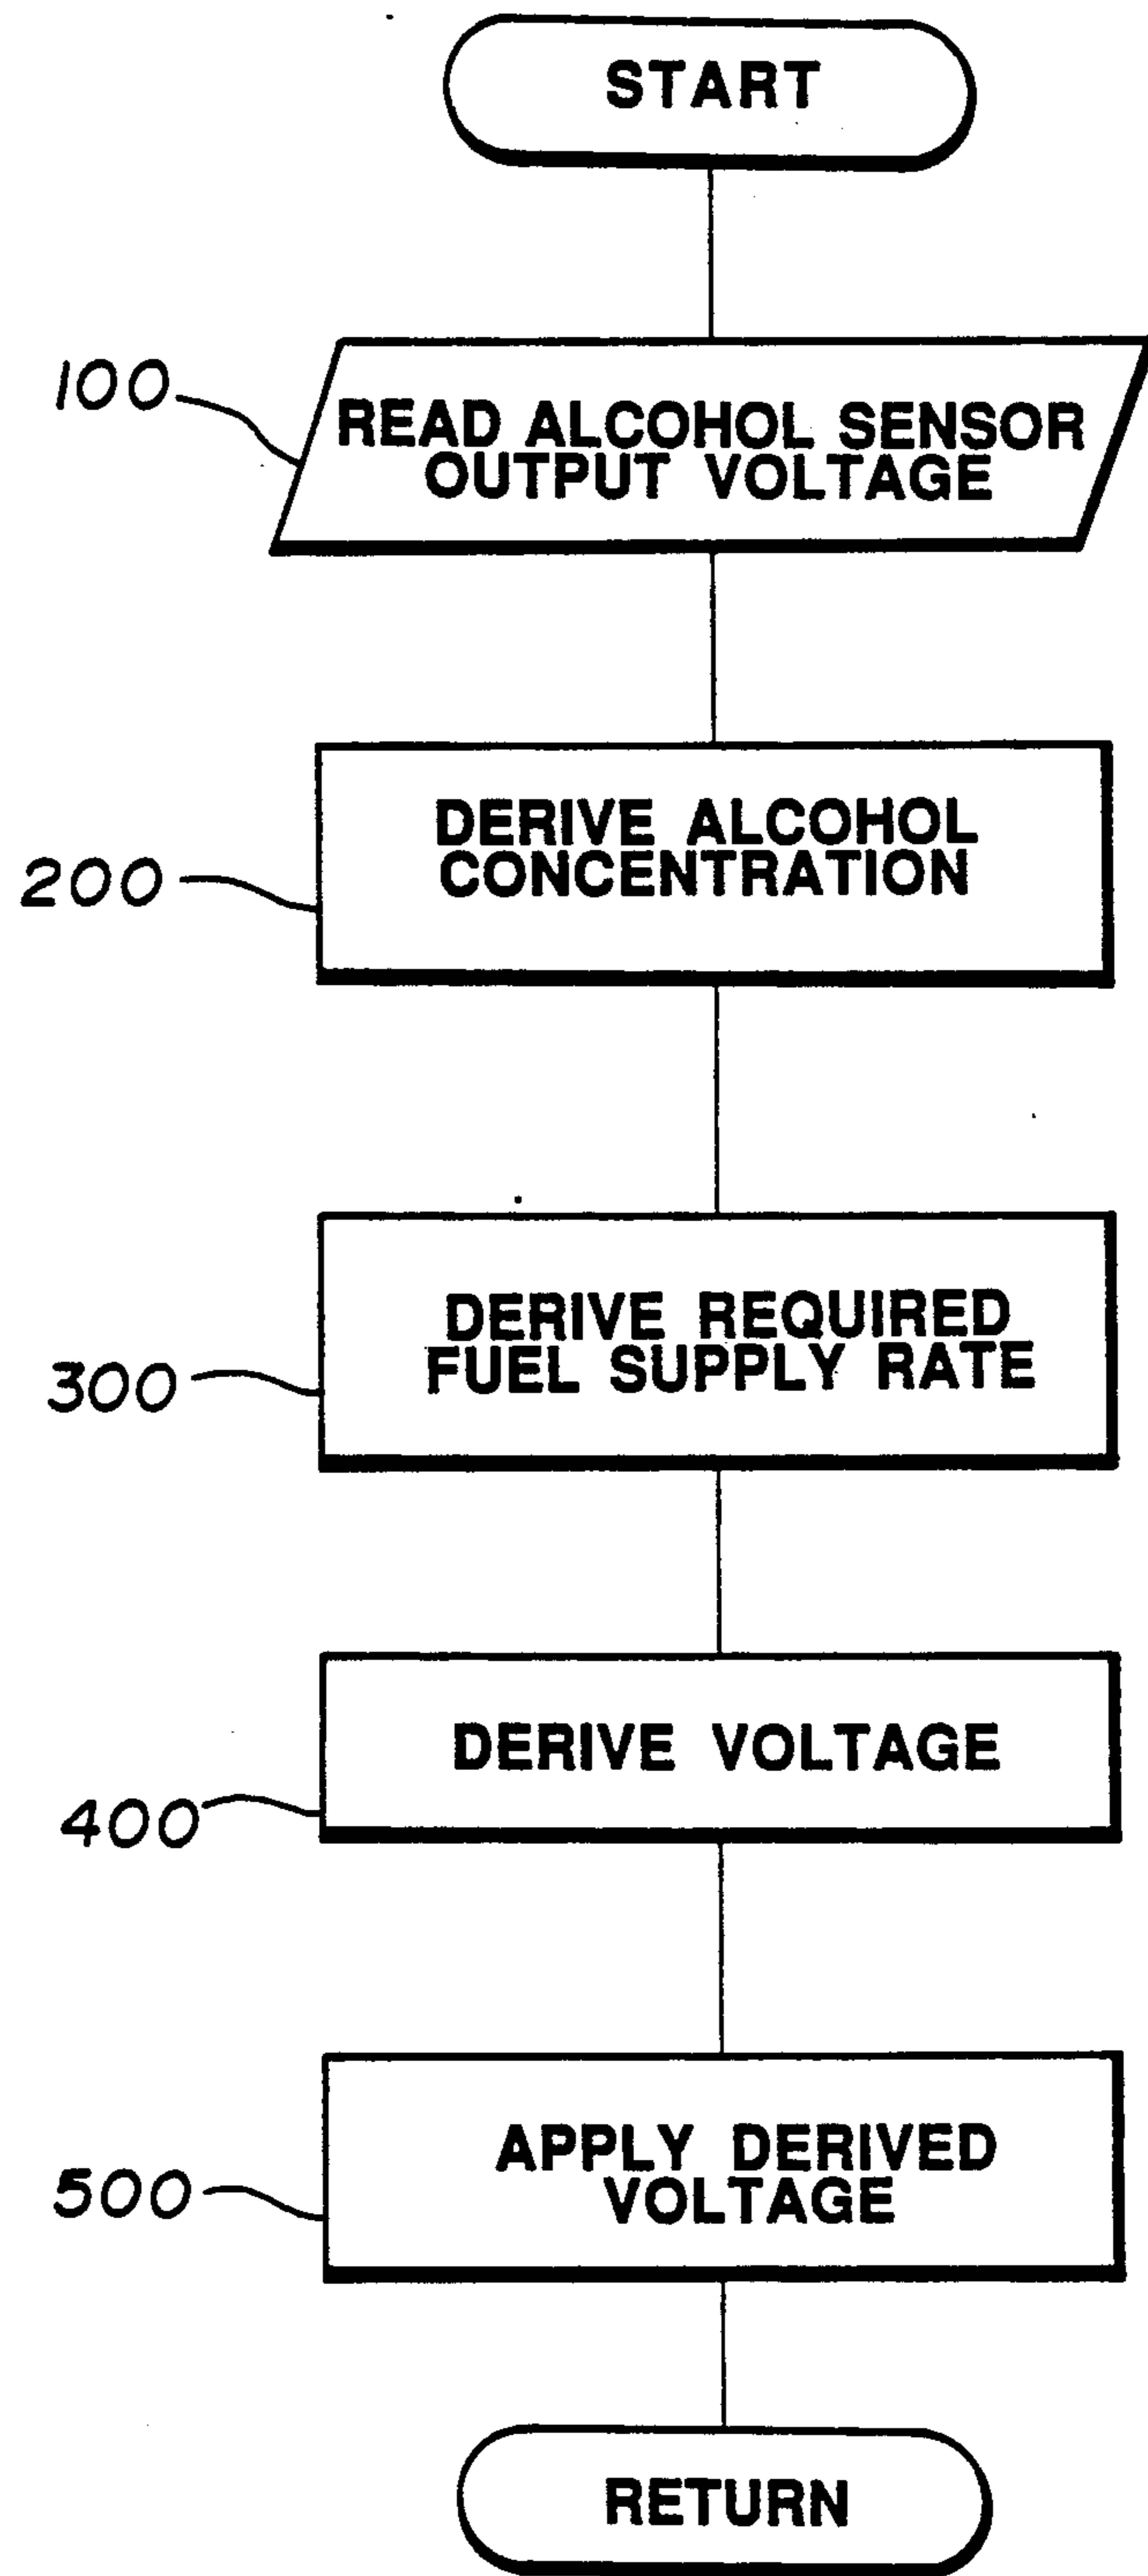 START
100
READ ALCOHOL SENSOR
OUTPUT VOLTAGE
200
DERIVE ALCOHOL
CONCENTRATION
300
DERIVE REQUIRED
FUEL SUPPLY RATE
400
DERIVE VOLTAGE
500
APPLY DERIVED
VOLTAGE
RETURN